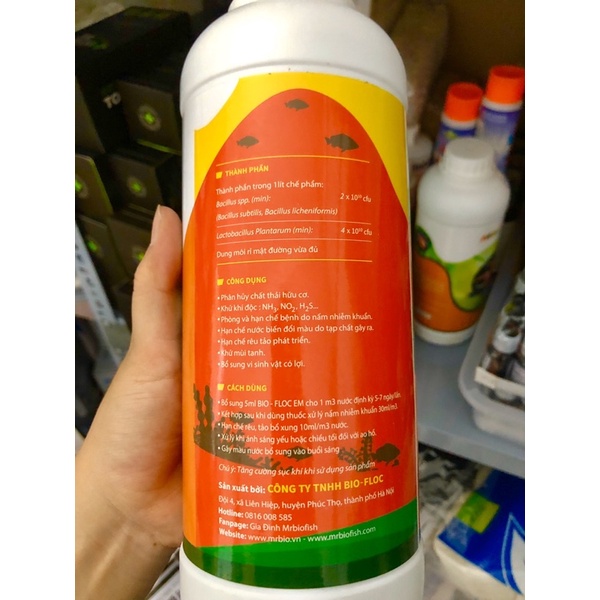 THÀNH PHẦN
Thành phần trong 1lít chế phẩm:
Bacillus spp. (min): 2 x 10¹⁰ cfu
(Bacillus subtilis, Bacillus licheniformis)
Lactobacillus Plantarum (min): 4 x 10¹⁰ cfu
Dung môi rỉ mật đường vừa đủ
CÔNG DỤNG
• Phân hủy chất thải hữu cơ.
• Khử khí độc : NH₃, NO₂, H₂S...
• Phòng và hạn chế bệnh do nấm nhiễm khuẩn.
• Hạn chế nước biến đổi màu do tạp chất gây ra.
• Hạn chế rêu tảo phát triển.
• Khử mùi tanh.
• Bổ sung vi sinh vật có lợi.
CÁCH DÙNG
• Bổ sung 5ml BIO - FLOC EM cho 1 m3 nước định kỳ 5-7 ngày/lần.
• Kết hợp sau khi dùng thuốc xử lý nấm nhiễm khuẩn 30ml/m3.
• Hạn chế rêu, tảo bổ xung 10ml/m3 nước.
• Xử lý khi ánh sáng yếu hoặc chiều tối đối với ao hồ.
• Gây màu nước bổ sung vào buổi sáng
Chú ý: Tăng cường sục khí khi sử dụng sản phẩm
Sản xuất bởi: CÔNG TY TNHH BIO-FLOC
Đội 4, xã Liên Hiệp, huyện Phúc Thọ, thành phố Hà Nội
Hotline: 0816 008 585
Fanpage: Gia Đình Mrbiofish
Website: www.mrbio.vn - www.mrbiofish.com